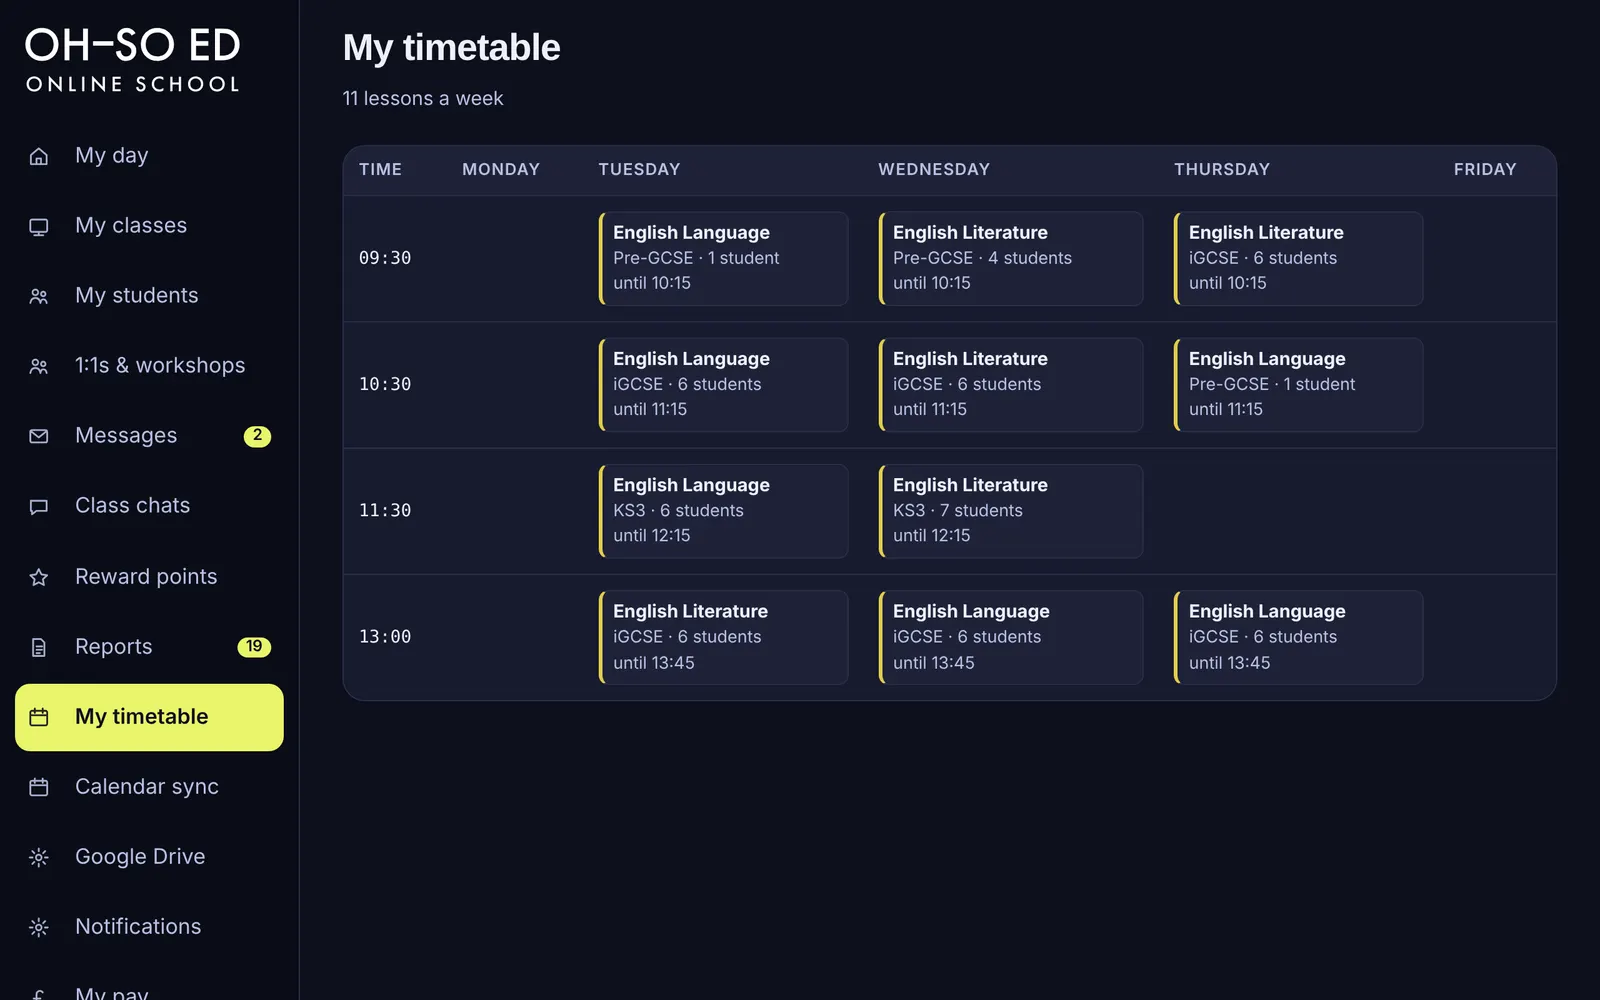 OH-SO ED
ONLINE SCHOOL
My day
My classes
My students
1:1s & workshops
Messages 2
Class chats
Reward points
Reports 19
My timetable
Calendar sync
Google Drive
Notifications
My pay
My timetable
11 lessons a week
TIME MONDAY TUESDAY WEDNESDAY THURSDAY FRIDAY
09:30
English Language
Pre-GCSE · 1 student
until 10:15
English Literature
Pre-GCSE · 4 students
until 10:15
English Literature
iGCSE · 6 students
until 10:15
10:30
English Language
iGCSE · 6 students
until 11:15
English Literature
iGCSE · 6 students
until 11:15
English Language
Pre-GCSE · 1 student
until 11:15
11:30
English Language
KS3 · 6 students
until 12:15
English Literature
KS3 · 7 students
until 12:15
13:00
English Literature
iGCSE · 6 students
until 13:45
English Language
iGCSE · 6 students
until 13:45
English Language
iGCSE · 6 students
until 13:45